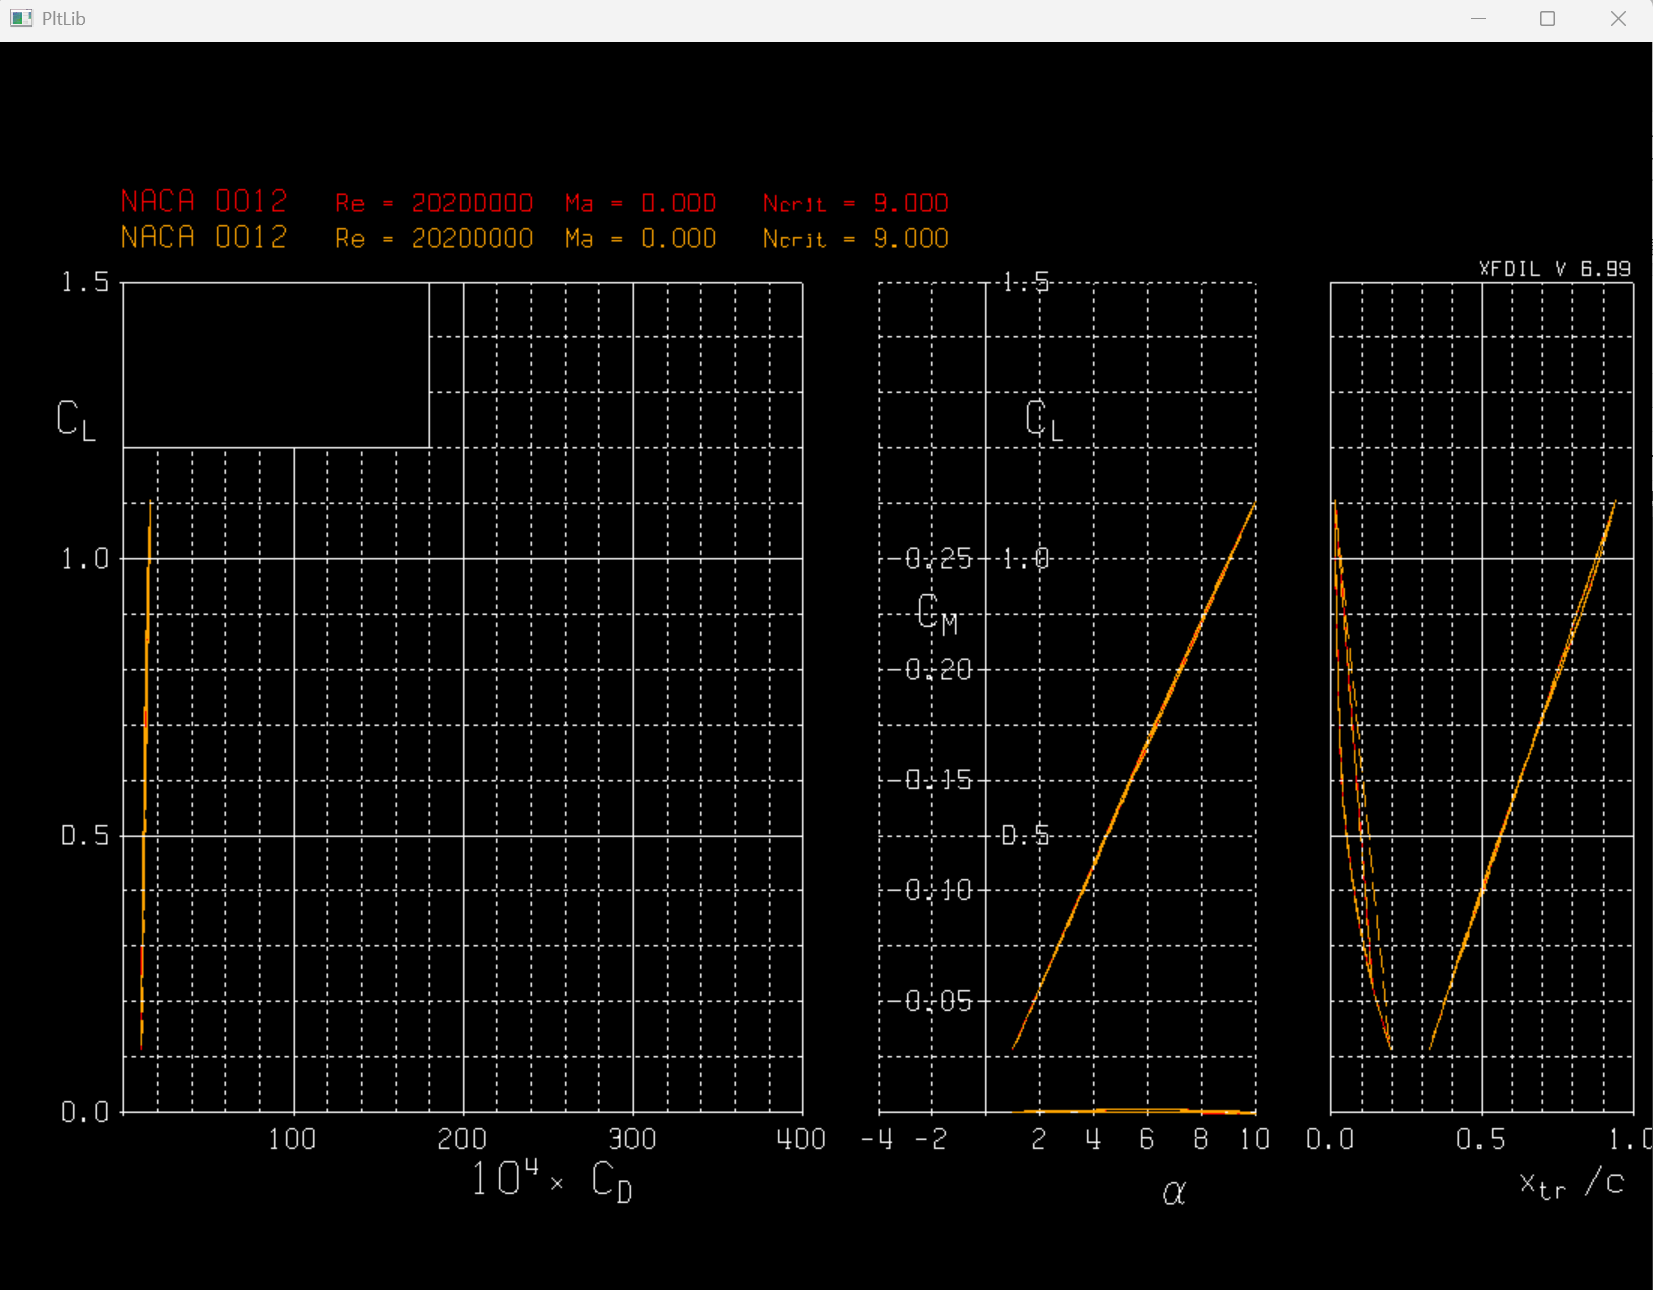 PltLib
NACA 0012 Re = 20200000 Ma = 0.000 Ncrit = 9.000
NACA 0012 Re = 20200000 Ma = 0.000 Ncrit = 9.000
XFOIL V 6.99
1.5
C_L
1.0
0.5
0.0
100 200 300 400
10^4 × C_D
1.5
C_L
-0.25 1.0
C_M
-0.20
-0.15
0.5
-0.10
-0.05
-4 -2 2 4 6 8 10
α
0.0 0.5 1.0
x_tr /c